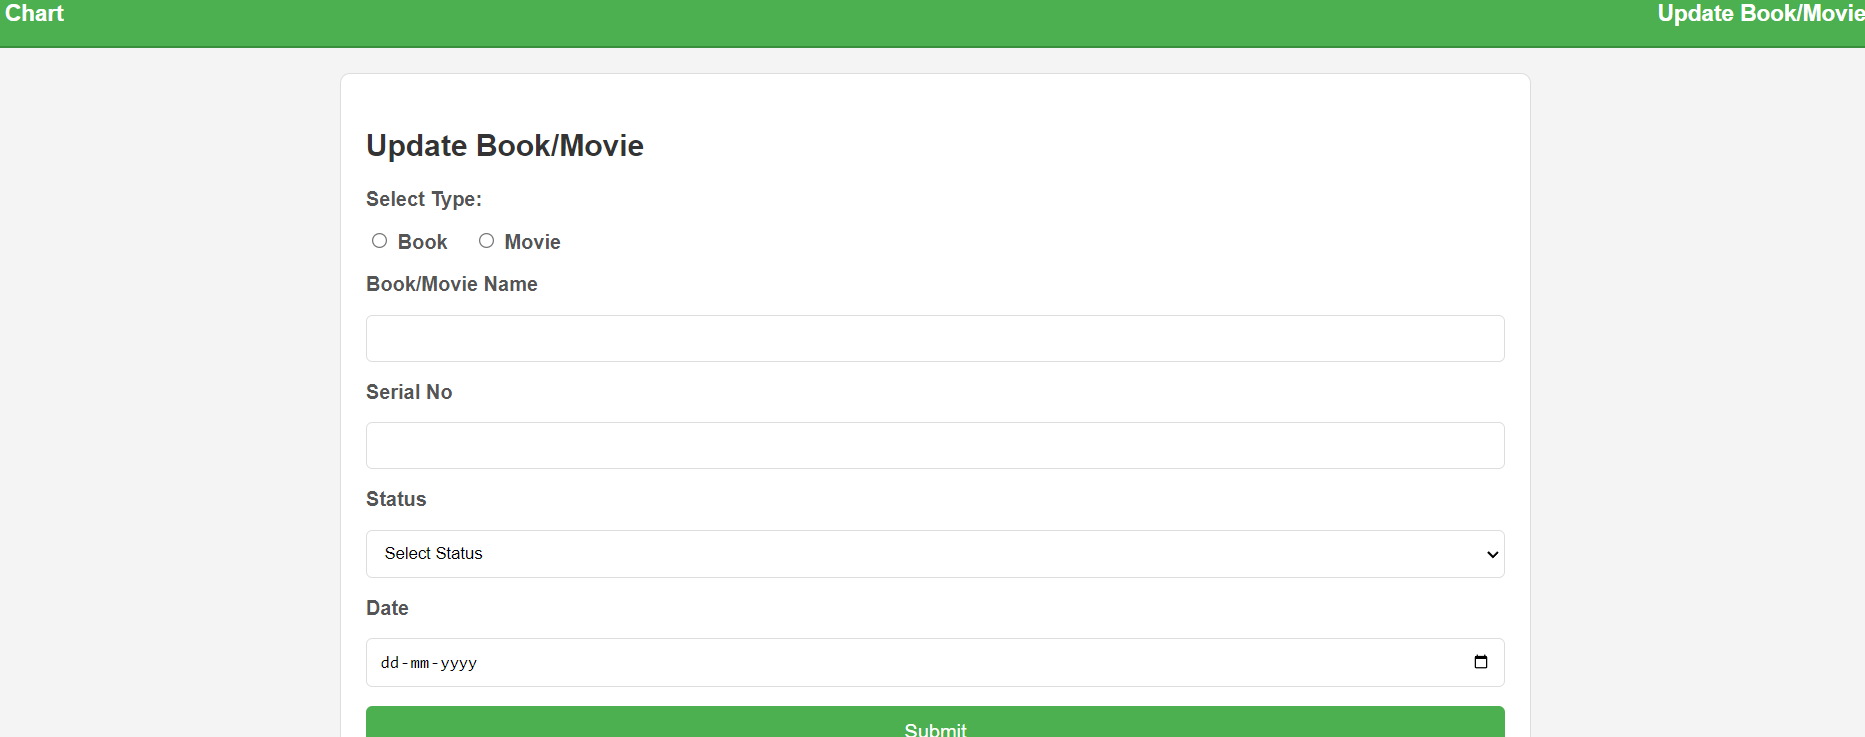 Chart
Update Book/Movie
Update Book/Movie
Select Type:
Book Movie
Book/Movie Name
Serial No
Status
Select Status
Date
dd-mm-yyyy
Submit